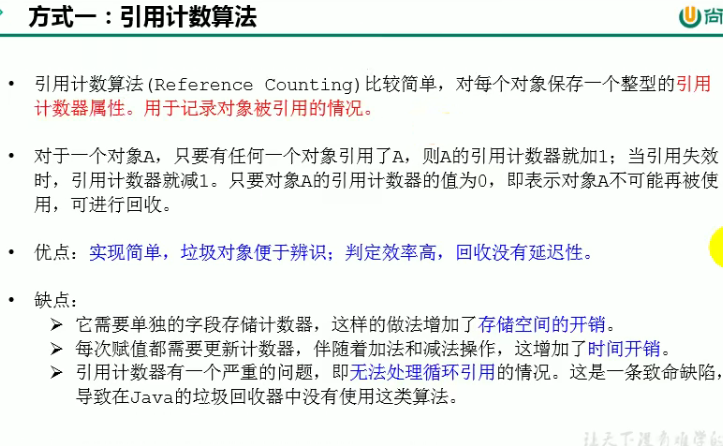 方式一：引用计数算法
尚
• 引用计数算法(Reference Counting)比较简单，对每个对象保存一个整型的引用
计数器属性。用于记录对象被引用的情况。
• 对于一个对象A，只要有任何一个对象引用了A，则A的引用计数器就加1；当引用失效
时，引用计数器就减1。只要对象A的引用计数器的值为0，即表示对象A不可能再被使
用，可进行回收。
• 优点：实现简单，垃圾对象便于辨识；判定效率高，回收没有延迟性。
• 缺点：
➢ 它需要单独的字段存储计数器，这样的做法增加了存储空间的开销。
➢ 每次赋值都需要更新计数器，伴随着加法和减法操作，这增加了时间开销。
➢ 引用计数器有一个严重的问题，即无法处理循环引用的情况。这是一条致命缺陷，
导致在Java的垃圾回收器中没有使用这类算法。
让天下没有难学的